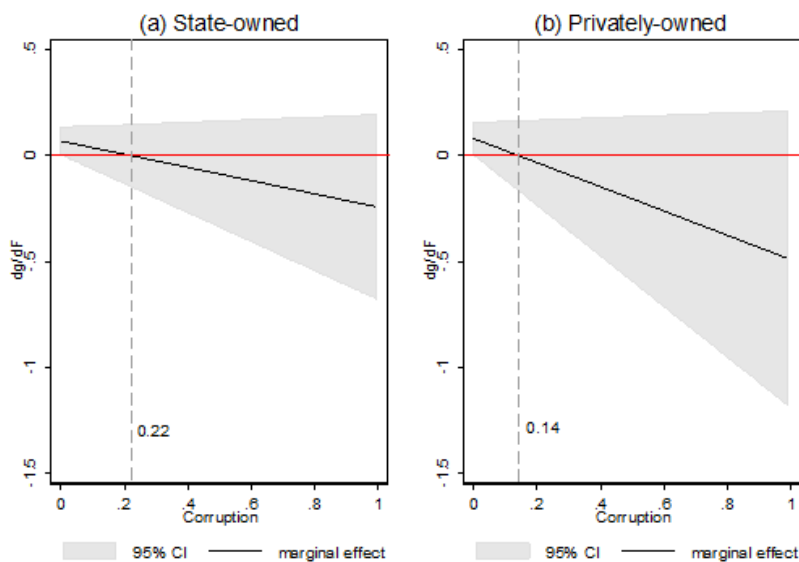 (a) State-owned
dg/dF
.5
0
-.5
-1
-1.5
0.22
0 .2 .4 .6 .8 1
Corruption
95% CI marginal effect
(b) Privately-owned
dg/dF
.5
0
-.5
-1
-1.5
0.14
0 .2 .4 .6 .8 1
Corruption
95% CI marginal effect